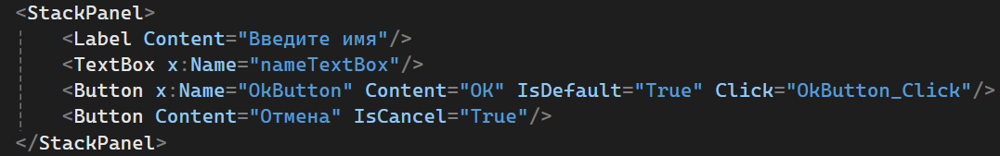 <StackPanel>
<Label Content="Введите имя"/>
<TextBox x:Name="nameTextBox"/>
<Button x:Name="OkButton" Content="OK" IsDefault="True" Click="OkButton_Click"/>
<Button Content="Отмена" IsCancel="True"/>
</StackPanel>